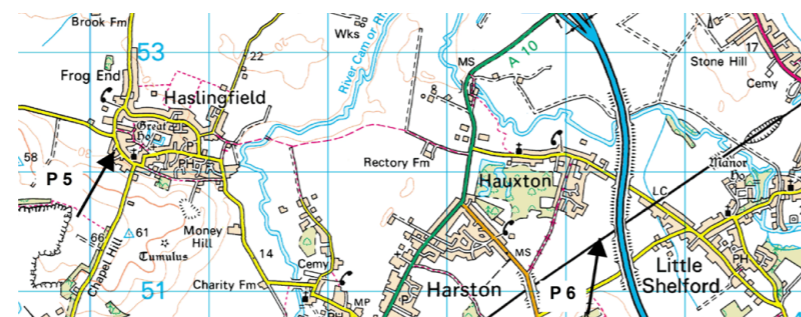 Brook Fm
53
22
Wks
River Cam or
MS
A 10
17
Stone Hill
Cemy
Frog End
Haslingfield
8
Great
Ho
P
58
PH
P 5
Rectory Fm
Hauxton
Manor
Ho
LC
66
61
Money
Hill
Tumulus
Chapel Hill
14
Cemy
MS
PH
Charity Fm
51
MP
P
Harston
P 6
Little
Shelford